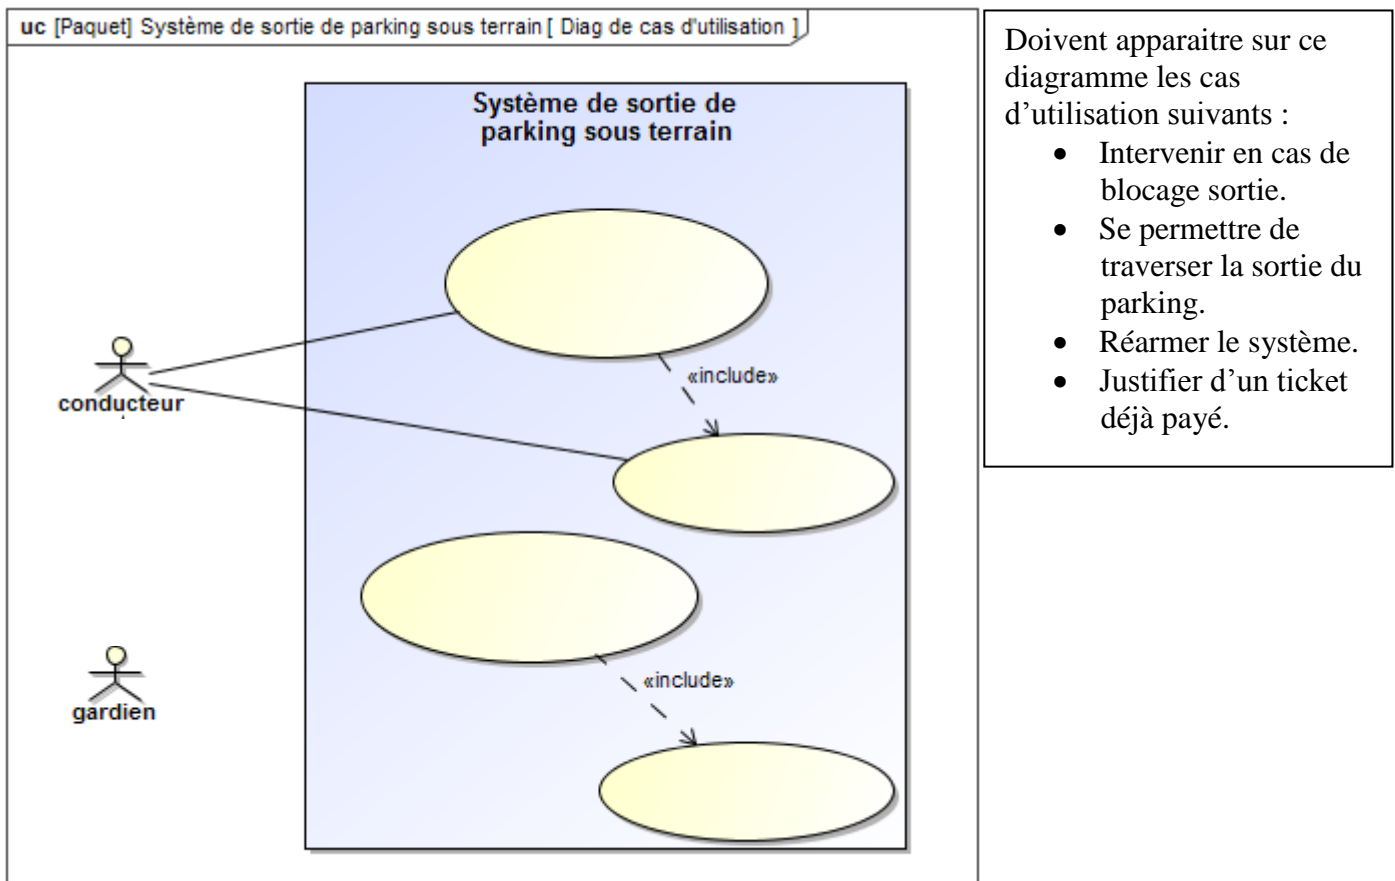 uc [Paquet] Système de sortie de parking sous terrain [ Diag de cas d'utilisation ]
Système de sortie de
parking sous terrain
«include»
conducteur
«include»
gardien
Doivent apparaitre sur ce
diagramme les cas
d’utilisation suivants :
• Intervenir en cas de
blocage sortie.
• Se permettre de
traverser la sortie du
parking.
• Réarmer le système.
• Justifier d’un ticket
déjà payé.